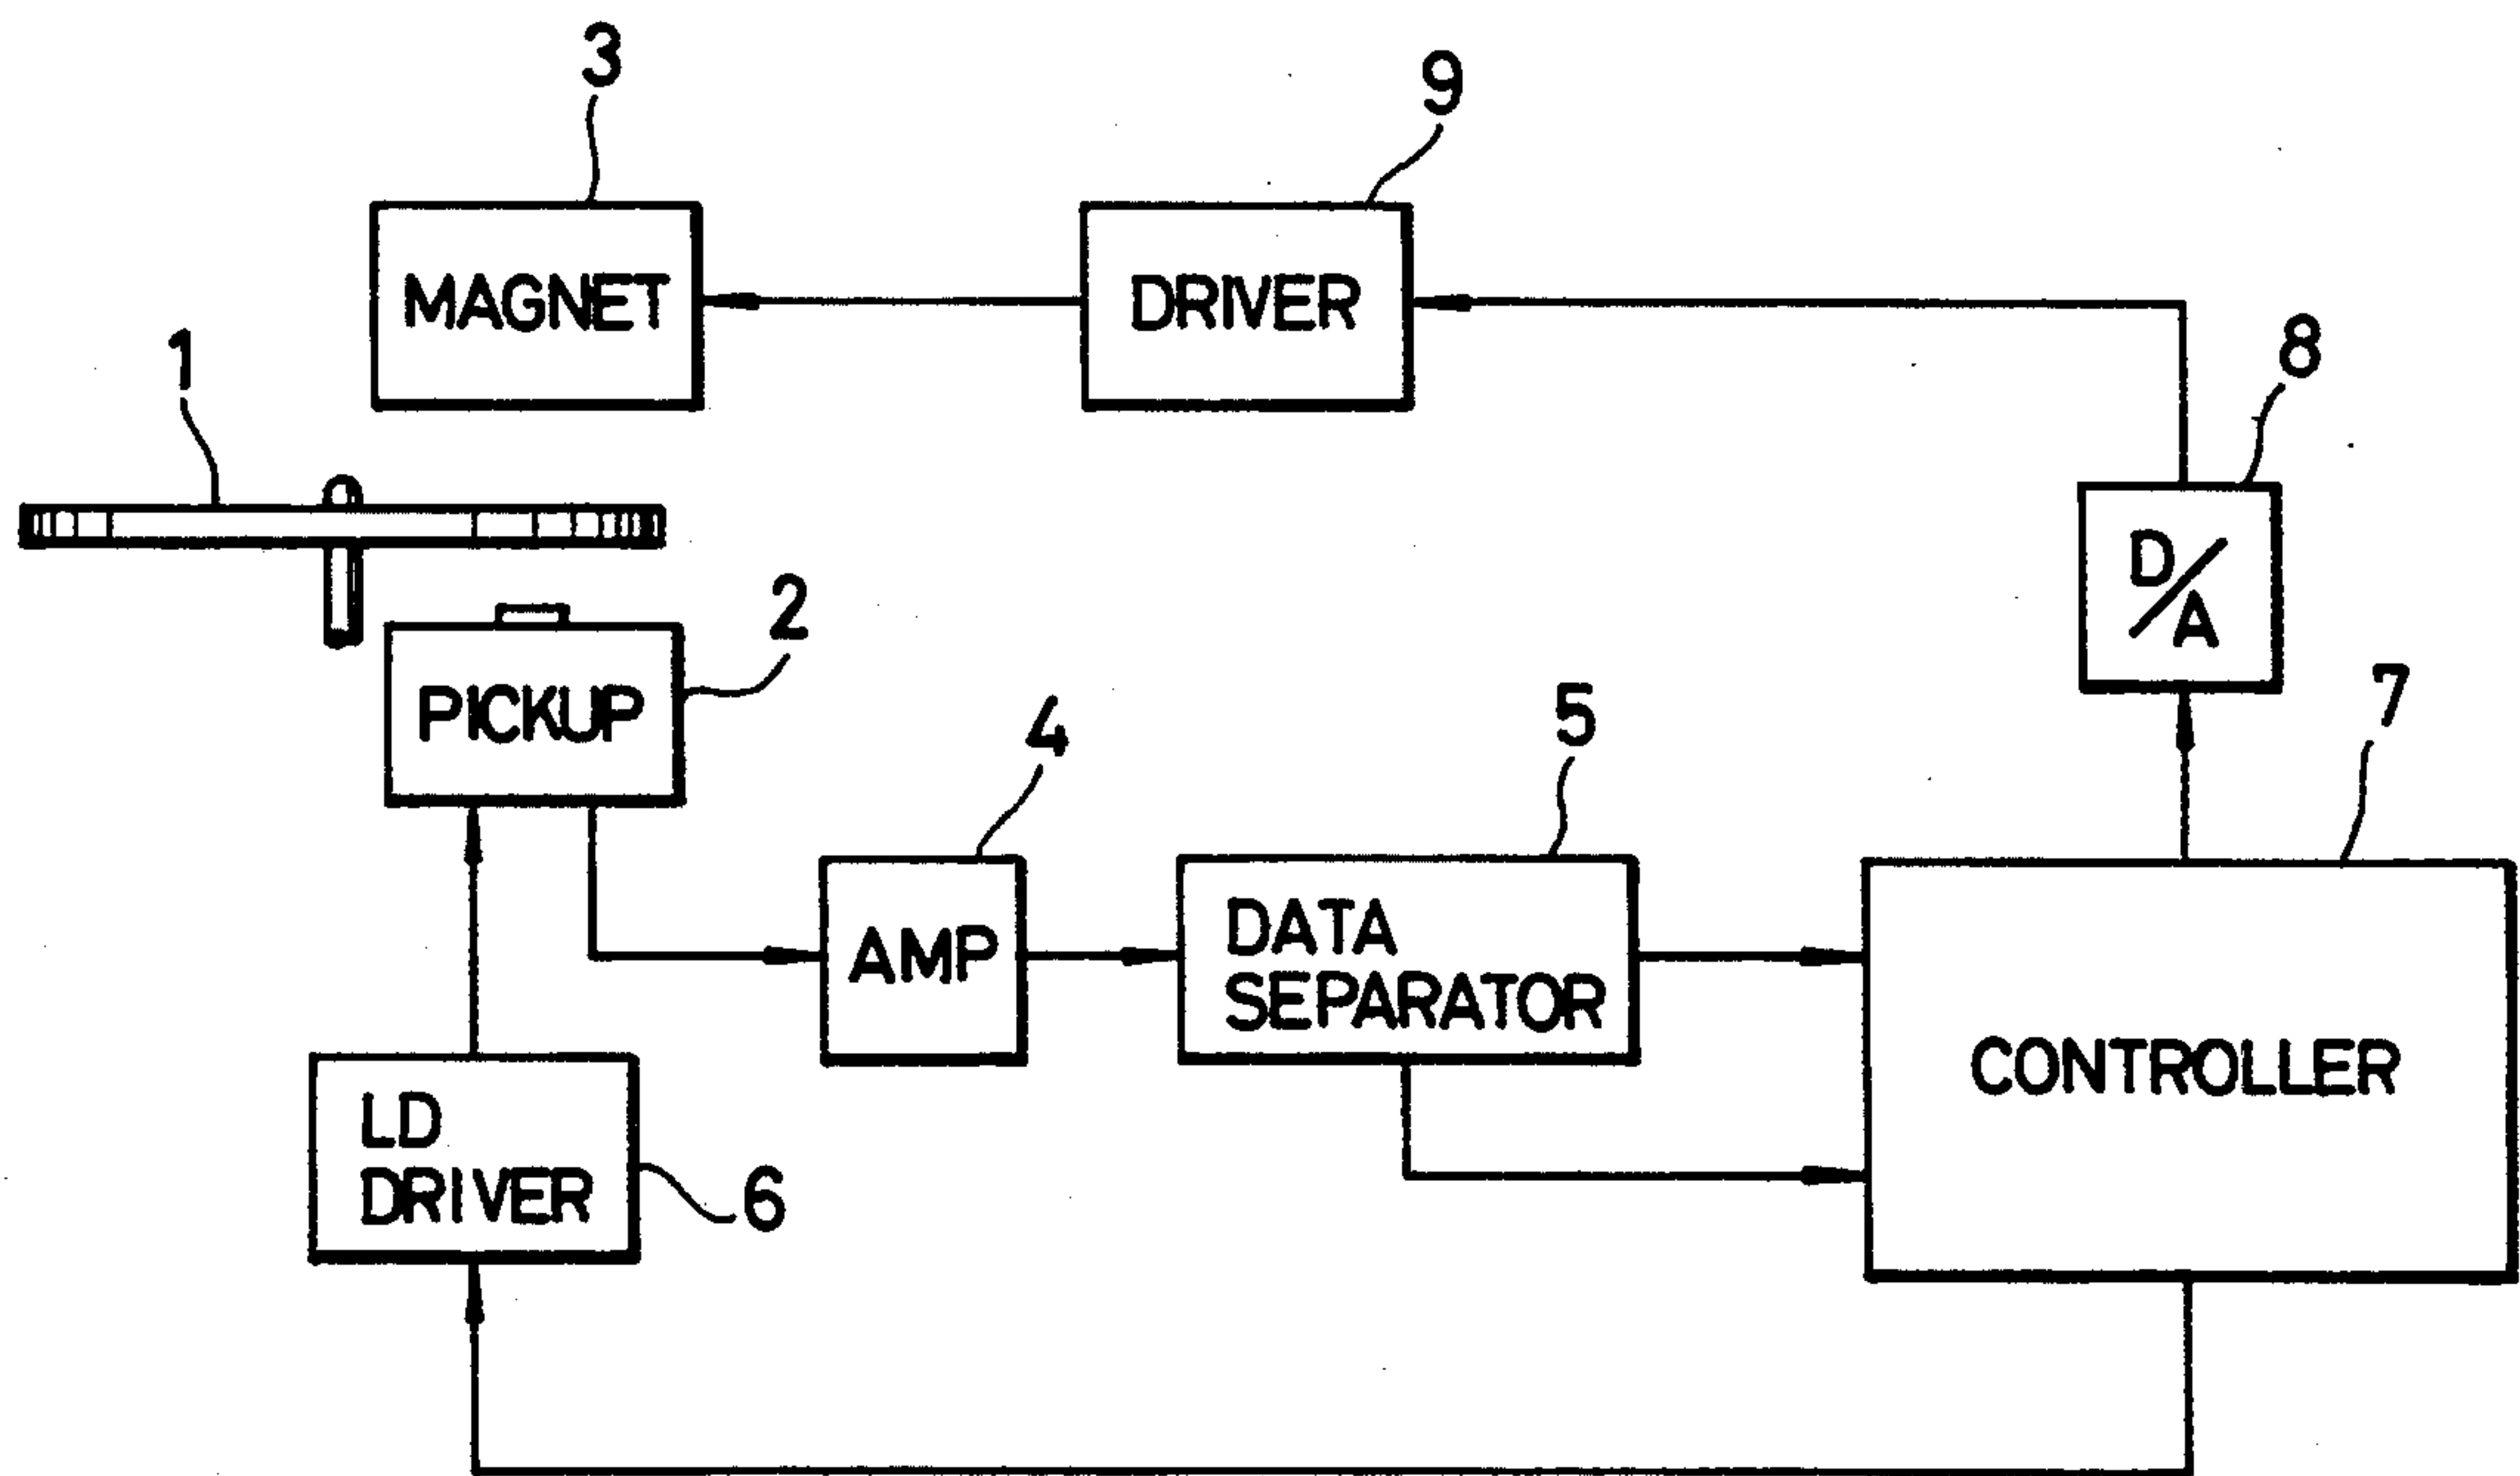 3
9
MAGNET
DRIVER
1
8
D/A
2
PICKUP
7
4
5
AMP
DATA
SEPARATOR
CONTROLLER
LD
DRIVER
6